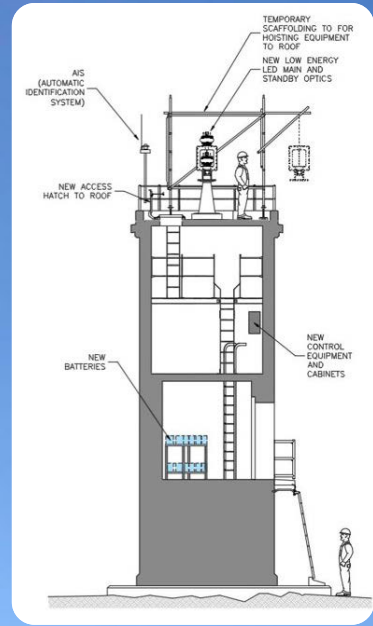 TEMPORARY
SCAFFOLDING TO FOR
HOISTING EQUIPMENT
TO ROOF
NEW LOW ENERGY
LED MAIN AND
STANDBY OPTICS
AIS
(AUTOMATIC
IDENTIFICATION
SYSTEM)
NEW ACCESS
HATCH TO ROOF
NEW
CONTROL
EQUIPMENT
AND
CABINETS
NEW
BATTERIES